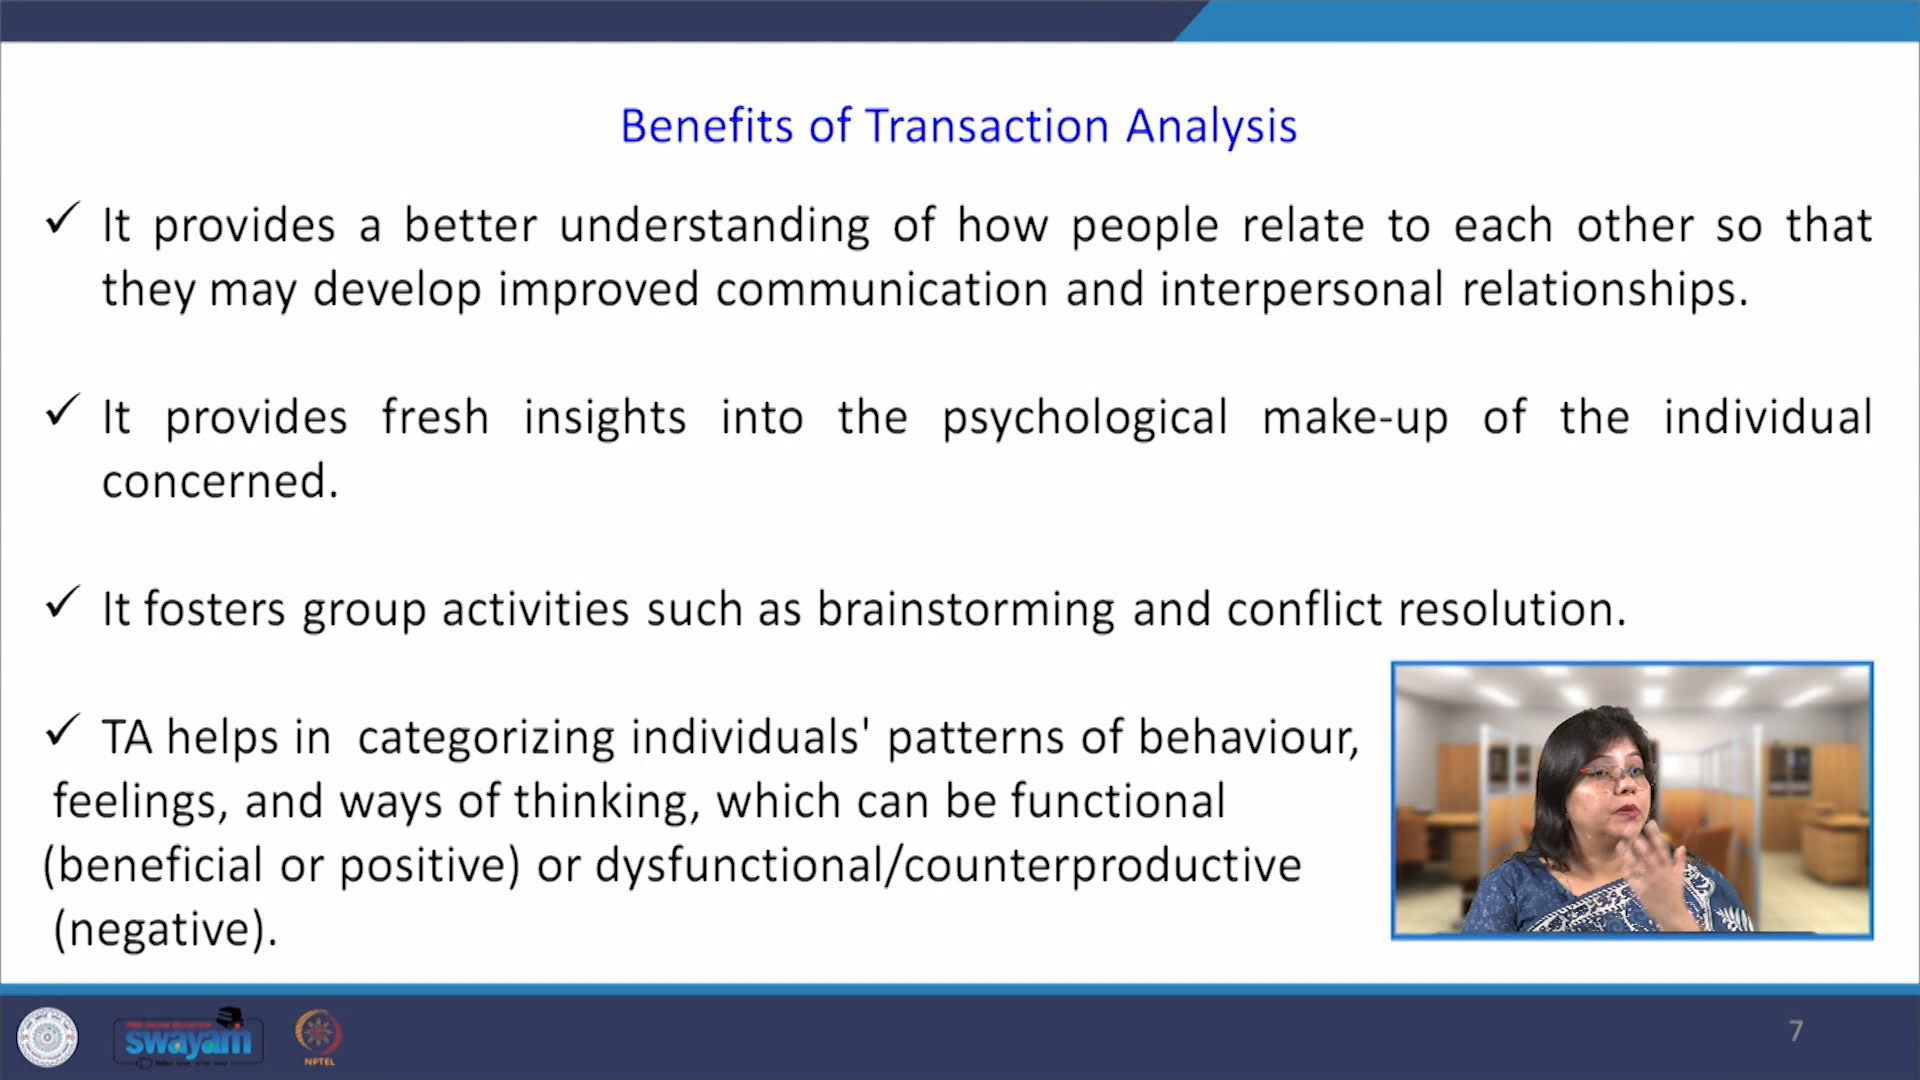 Benefits of Transaction Analysis
✓ It provides a better understanding of how people relate to each other so that
they may develop improved communication and interpersonal relationships.
✓ It provides fresh insights into the psychological make-up of the individual
concerned.
✓ It fosters group activities such as brainstorming and conflict resolution.
✓ TA helps in categorizing individuals' patterns of behaviour,
feelings, and ways of thinking, which can be functional
(beneficial or positive) or dysfunctional/counterproductive
(negative).
swayam
NPTEL
7